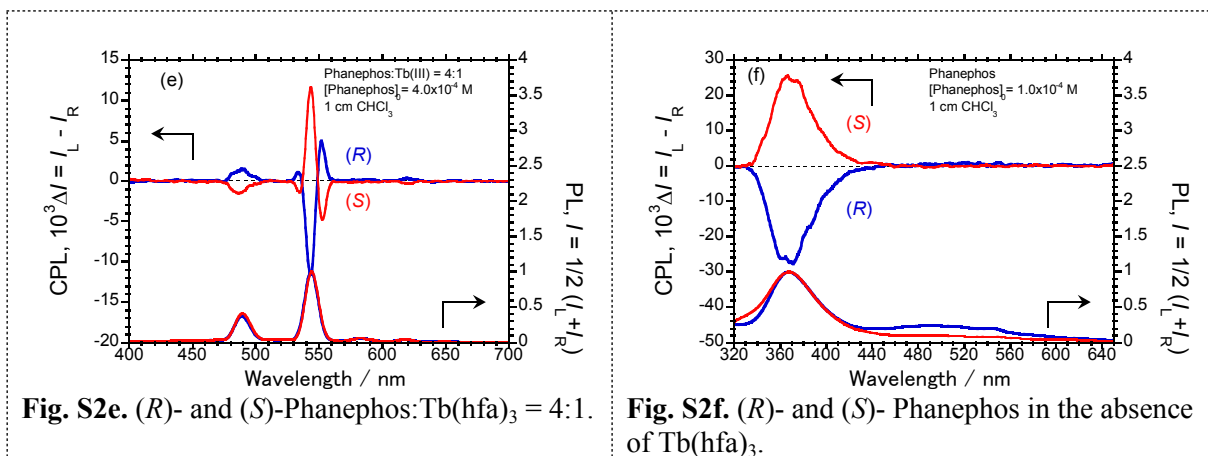 (e)
Phanephos:Tb(III) = 4:1
[Phanephos]0 = 4.0x10-4 M
1 cm CHCl3
(R)
(S)
CPL, 10³ΔI = IL - IR
15
10
5
0
-5
-10
-15
-20
PL, I = 1/2 (IL+IR)
4
3.5
3
2.5
2
1.5
1
0.5
0
400 450 500 550 600 650 700
Wavelength / nm
Fig. S2e. (R)- and (S)-Phanephos:Tb(hfa)3 = 4:1.
(f)
Phanephos
[Phanephos]0 = 1.0x10-4 M
1 cm CHCl3
(S)
(R)
CPL, 10³ΔI = IL - IR
30
20
10
0
-10
-20
-30
-40
-50
PL, I = 1/2 (IL+IR)
4
3.5
3
2.5
2
1.5
1
0.5
0
320 360 400 440 480 520 560 600 640
Wavelength / nm
Fig. S2f. (R)- and (S)- Phanephos in the absence
of Tb(hfa)3.